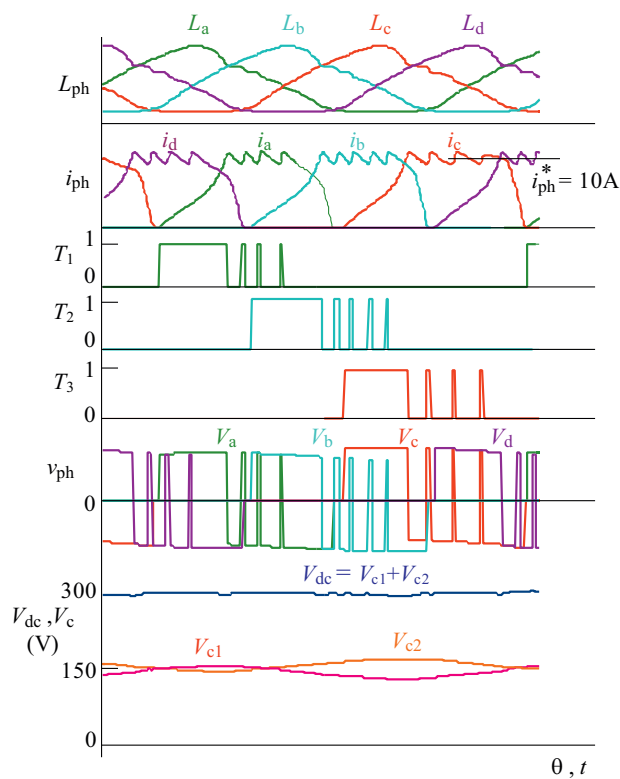 L_a L_b L_c L_d
L_ph
i_d i_a i_b i_c
i_ph
i*_ph = 10A
T_1 1
0
T_2 1
0
T_3 1
0
V_a V_b V_c V_d
v_ph
0
V_dc = V_c1+V_c2
300
V_dc , V_c
(V)
V_c1 V_c2
150
0
θ , t